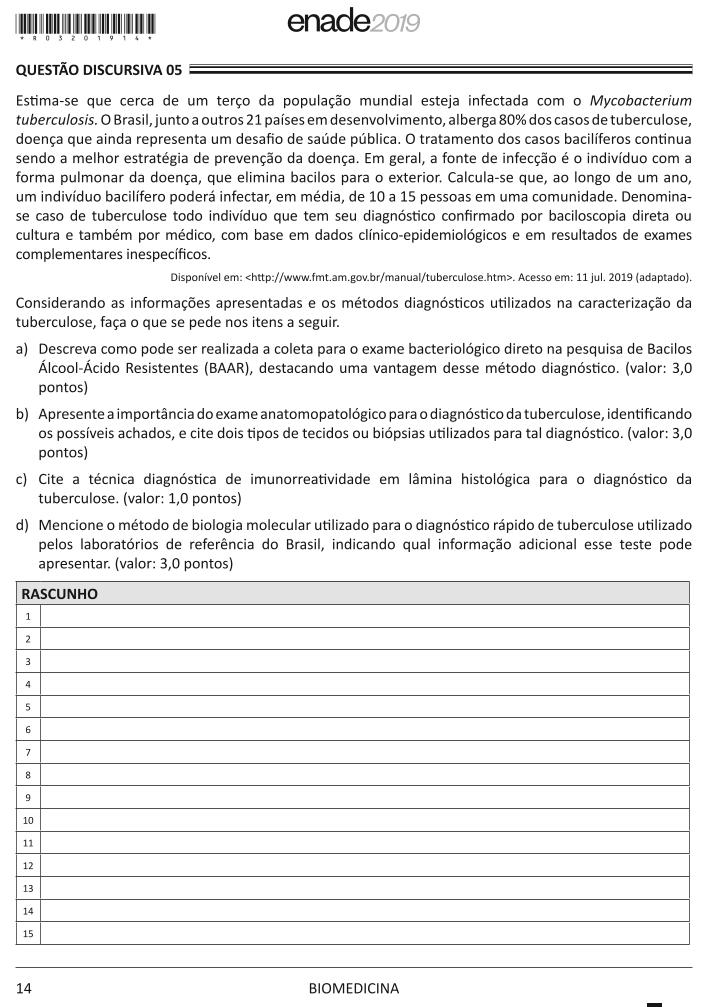 *R0320191 4*
enade2019
QUESTÃO DISCURSIVA 05
Estima-se que cerca de um terço da população mundial esteja infectada com o Mycobacterium
tuberculosis. O Brasil, junto a outros 21 países em desenvolvimento, alberga 80% dos casos de tuberculose,
doença que ainda representa um desafio de saúde pública. O tratamento dos casos bacilíferos continua
sendo a melhor estratégia de prevenção da doença. Em geral, a fonte de infecção é o indivíduo com a
forma pulmonar da doença, que elimina bacilos para o exterior. Calcula-se que, ao longo de um ano,
um indivíduo bacilífero poderá infectar, em média, de 10 a 15 pessoas em uma comunidade. Denomina-
se caso de tuberculose todo indivíduo que tem seu diagnóstico confirmado por baciloscopia direta ou
cultura e também por médico, com base em dados clínico-epidemiológicos e em resultados de exames
complementares inespecíficos.
Disponível em: <http://www.fmt.am.gov.br/manual/tuberculose.htm>. Acesso em: 11 jul. 2019 (adaptado).
Considerando as informações apresentadas e os métodos diagnósticos utilizados na caracterização da
tuberculose, faça o que se pede nos itens a seguir.
a) Descreva como pode ser realizada a coleta para o exame bacteriológico direto na pesquisa de Bacilos
Álcool-Ácido Resistentes (BAAR), destacando uma vantagem desse método diagnóstico. (valor: 3,0
pontos)
b) Apresente a importância do exame anatomopatológico para o diagnóstico da tuberculose, identificando
os possíveis achados, e cite dois tipos de tecidos ou biópsias utilizados para tal diagnóstico. (valor: 3,0
pontos)
c) Cite a técnica diagnóstica de imunorreatividade em lâmina histológica para o diagnóstico da
tuberculose. (valor: 1,0 pontos)
d) Mencione o método de biologia molecular utilizado para o diagnóstico rápido de tuberculose utilizado
pelos laboratórios de referência do Brasil, indicando qual informação adicional esse teste pode
apresentar. (valor: 3,0 pontos)
RASCUNHO
1
2
3
4
5
6
7
8
9
10
11
12
13
14
15
14
BIOMEDICINA